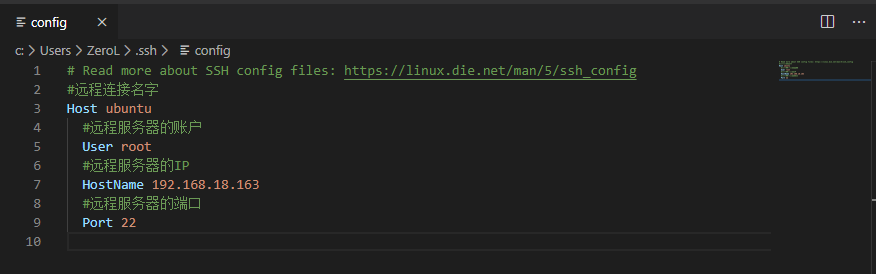 config
c: > Users > ZeroL > .ssh > config
1 # Read more about SSH config files: https://linux.die.net/man/5/ssh_config
2 #远程连接名字
3 Host ubuntu
4 #远程服务器的账户
5 User root
6 #远程服务器的IP
7 HostName 192.168.18.163
8 #远程服务器的端口
9 Port 22
10